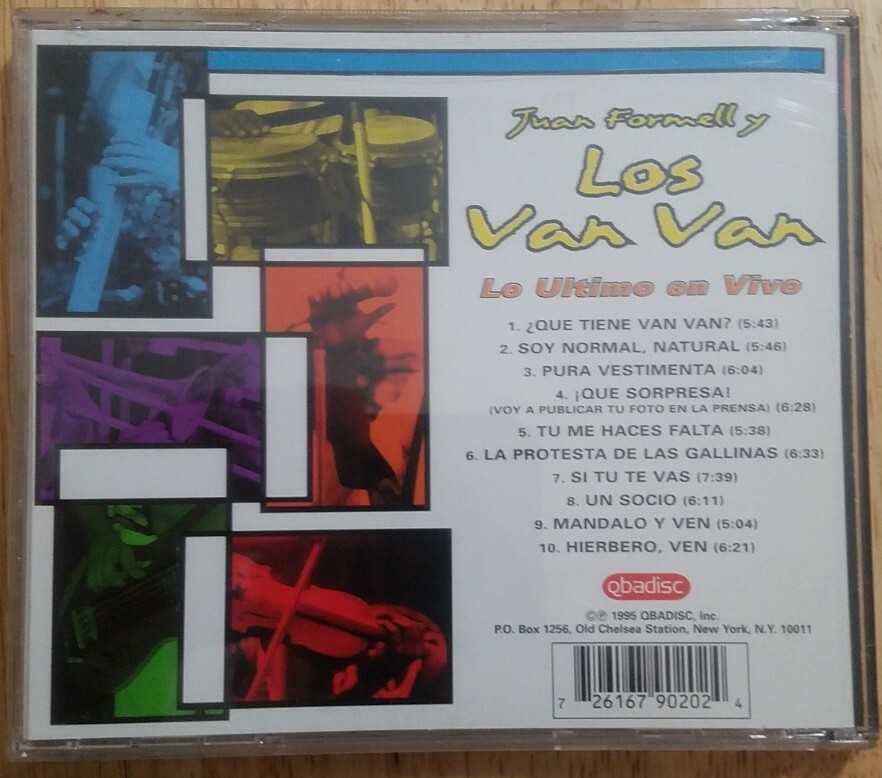 Juan Formell y
Los
Van Van
Lo Ultimo en Vivo
1. ¿QUE TIENE VAN VAN? (5:43)
2. SOY NORMAL, NATURAL (5:46)
3. PURA VESTIMENTA (6:04)
4. ¡QUE SORPRESA!
(VOY A PUBLICAR TU FOTO EN LA PRENSA) (6:28)
5. TU ME HACES FALTA (5:38)
6. LA PROTESTA DE LAS GALLINAS (6:33)
7. SI TU TE VAS (7:39)
8. UN SOCIO (6:11)
9. MANDALO Y VEN (5:04)
10. HIERBERO, VEN (6:21)
qbadisc
©℗ 1995 QBADISC, Inc.
P.O. Box 1256, Old Chelsea Station, New York, N.Y. 10011
7 26167 90202 4